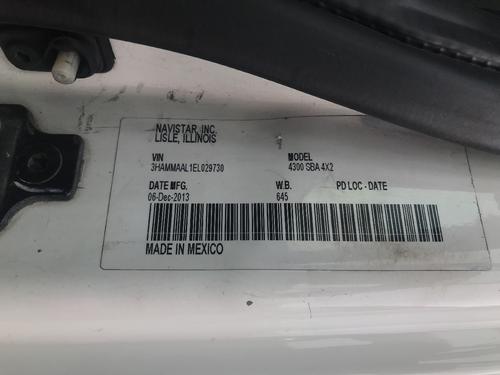 NAVISTAR, INC.
LISLE, ILLINOIS
VIN MODEL
3HAMMAAL1EL029730 4300 SBA 4X2
DATE MFG. W.B. PD LOC - DATE
06-Dec-2013 645
MADE IN MEXICO